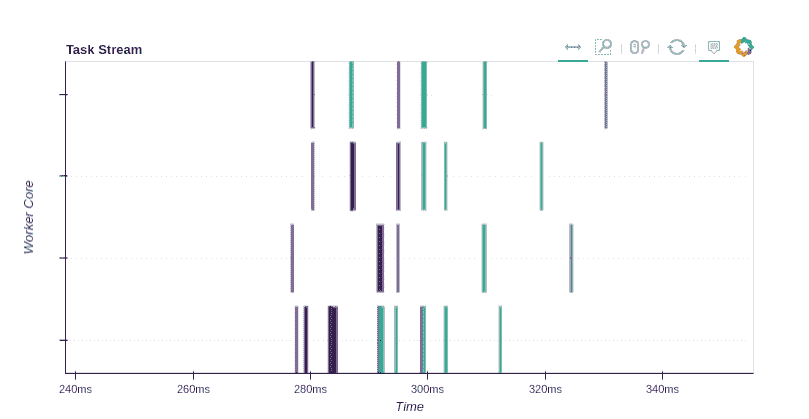 Task Stream
Worker Core
240ms
260ms
280ms
300ms
320ms
340ms
Time